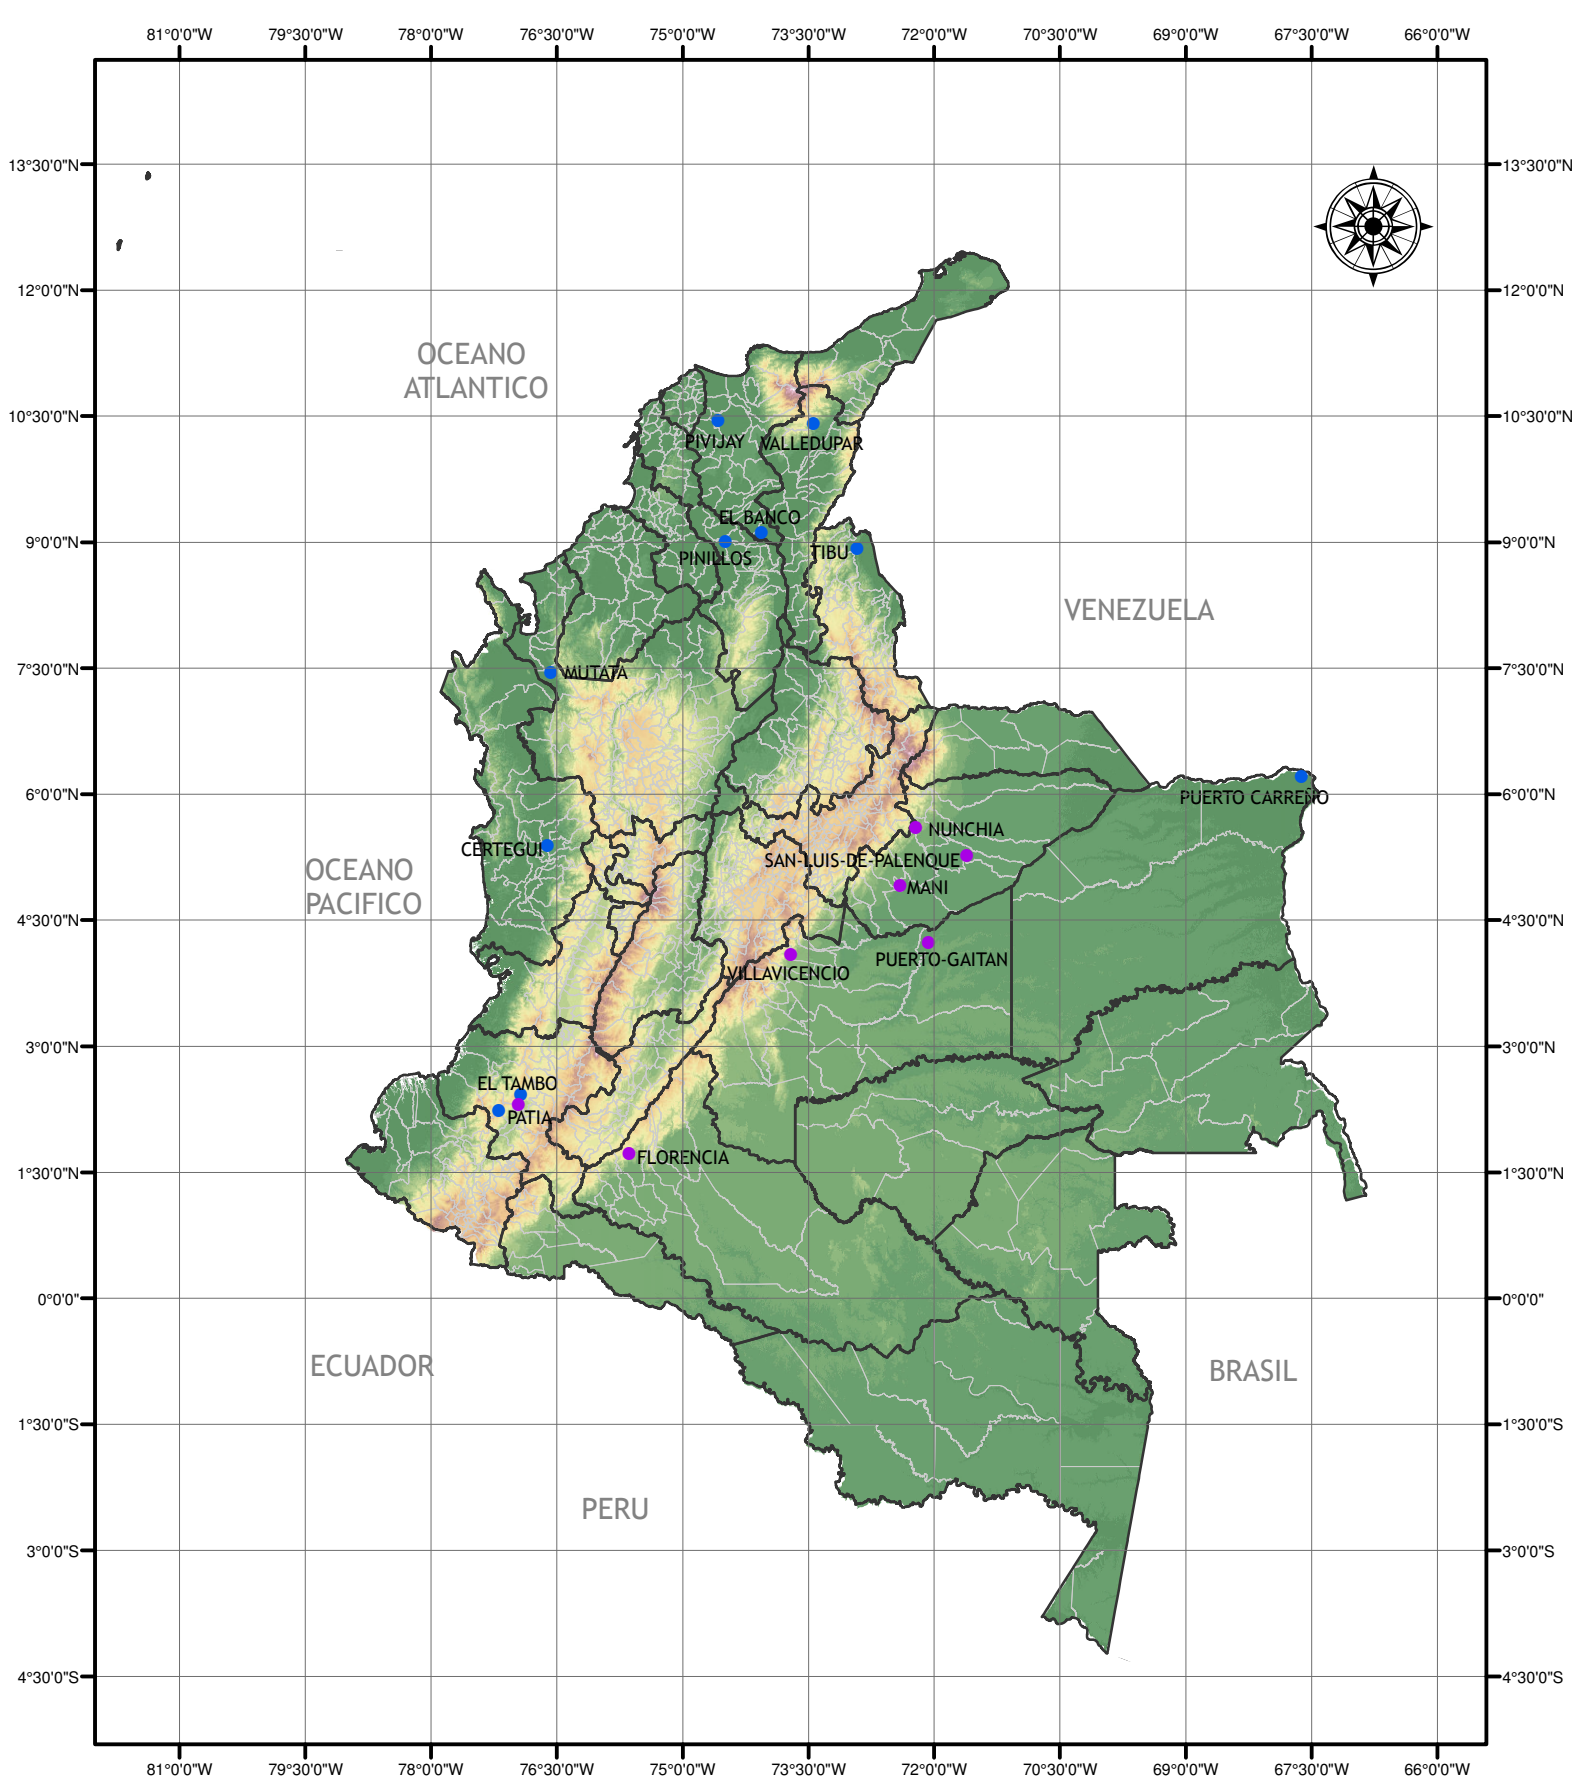 81°0'0"W 79°30'0"W 78°0'0"W 76°30'0"W 75°0'0"W 73°30'0"W 72°0'0"W 70°30'0"W 69°0'0"W 67°30'0"W 66°0'0"W
13°30'0"N 13°30'0"N
12°0'0"N 12°0'0"N
OCEANO
ATLANTICO
10°30'0"N 10°30'0"N
PIVIJAY VALLEDUPAR
EL BANCO
9°0'0"N 9°0'0"N
PINILLOS TIBU
VENEZUELA
7°30'0"N 7°30'0"N
MUTATA
6°0'0"N 6°0'0"N
PUERTO CARREÑO
NUNCHIA
CERTEGUI
SAN-LUIS-DE-PALENQUE
OCEANO
PACIFICO
MANI
4°30'0"N 4°30'0"N
PUERTO-GAITAN
VILLAVICENCIO
3°0'0"N 3°0'0"N
EL TAMBO
PATIA
FLORENCIA
1°30'0"N 1°30'0"N
0°0'0" 0°0'0"
ECUADOR BRASIL
1°30'0"S 1°30'0"S
PERU
3°0'0"S 3°0'0"S
4°30'0"S 4°30'0"S
81°0'0"W 79°30'0"W 78°0'0"W 76°30'0"W 75°0'0"W 73°30'0"W 72°0'0"W 70°30'0"W 69°0'0"W 67°30'0"W 66°0'0"W